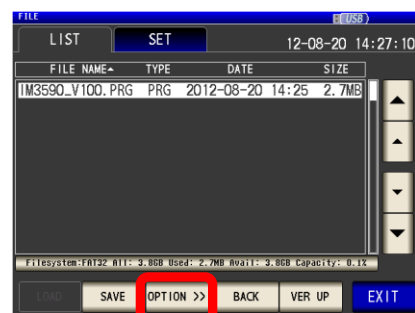 FILE USB
LIST SET 12-08-20 14:27:10
FILE NAME TYPE DATE SIZE
IM3590_V100.PRG PRG 2012-08-20 14:25 2.7MB
Filesystem:FAT32 All: 3.8GB Used: 2.7MB Avail: 3.8GB Capacity: 0.1%
LOAD SAVE OPTION >> BACK VER UP EXIT